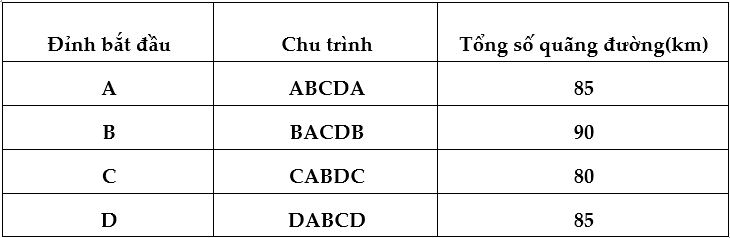 Đỉnh bắt đầu Chu trình Tổng số quãng đường(km)
A ABCDA 85
B BACDB 90
C CABDC 80
D DABCD 85